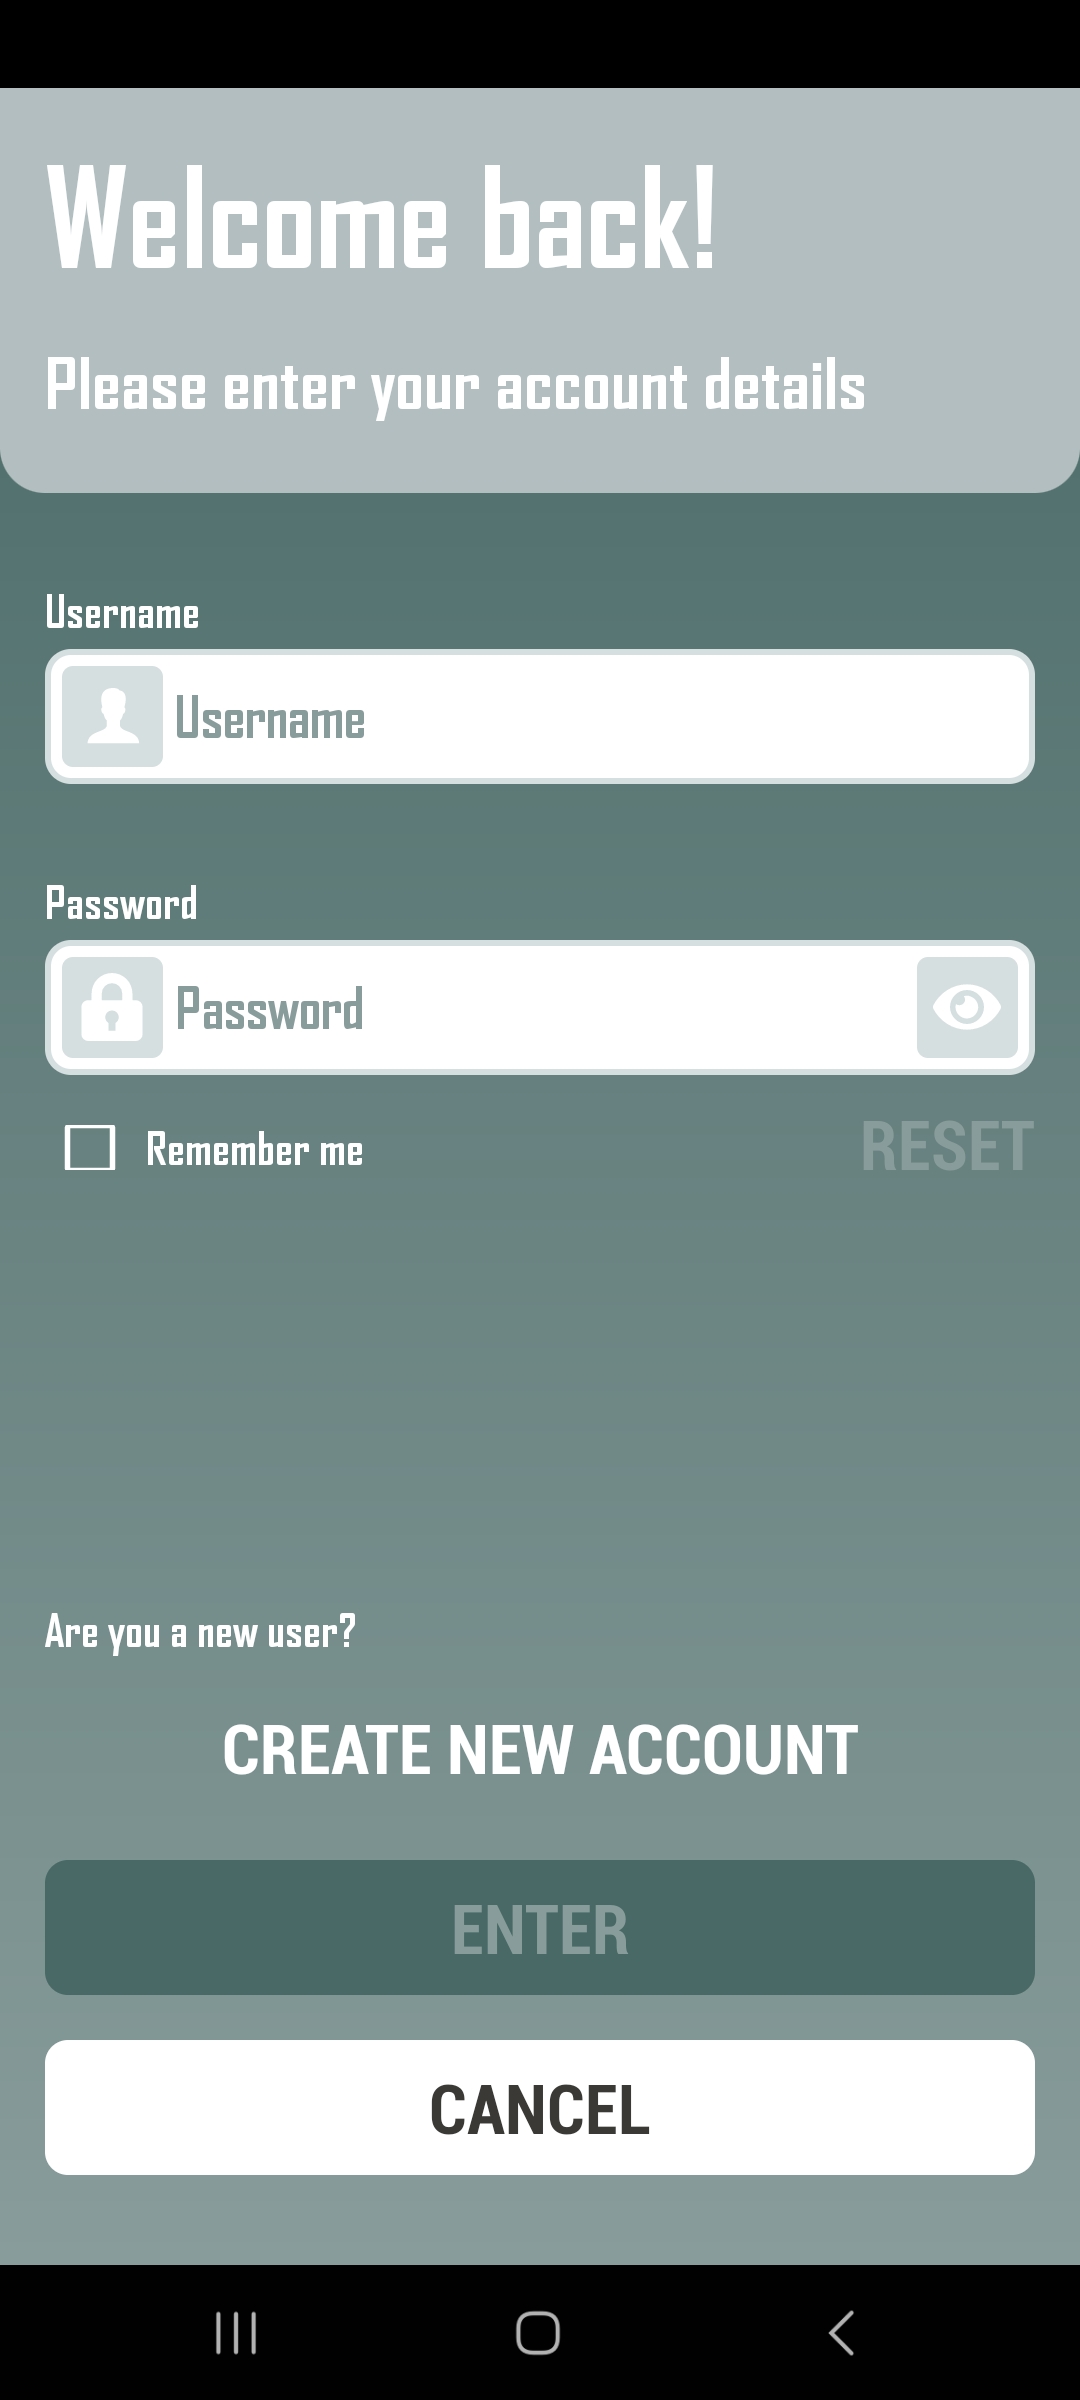 Welcome back!
Please enter your account details
Username
Username
Password
Password
Remember me
RESET
Are you a new user?
CREATE NEW ACCOUNT
ENTER
CANCEL